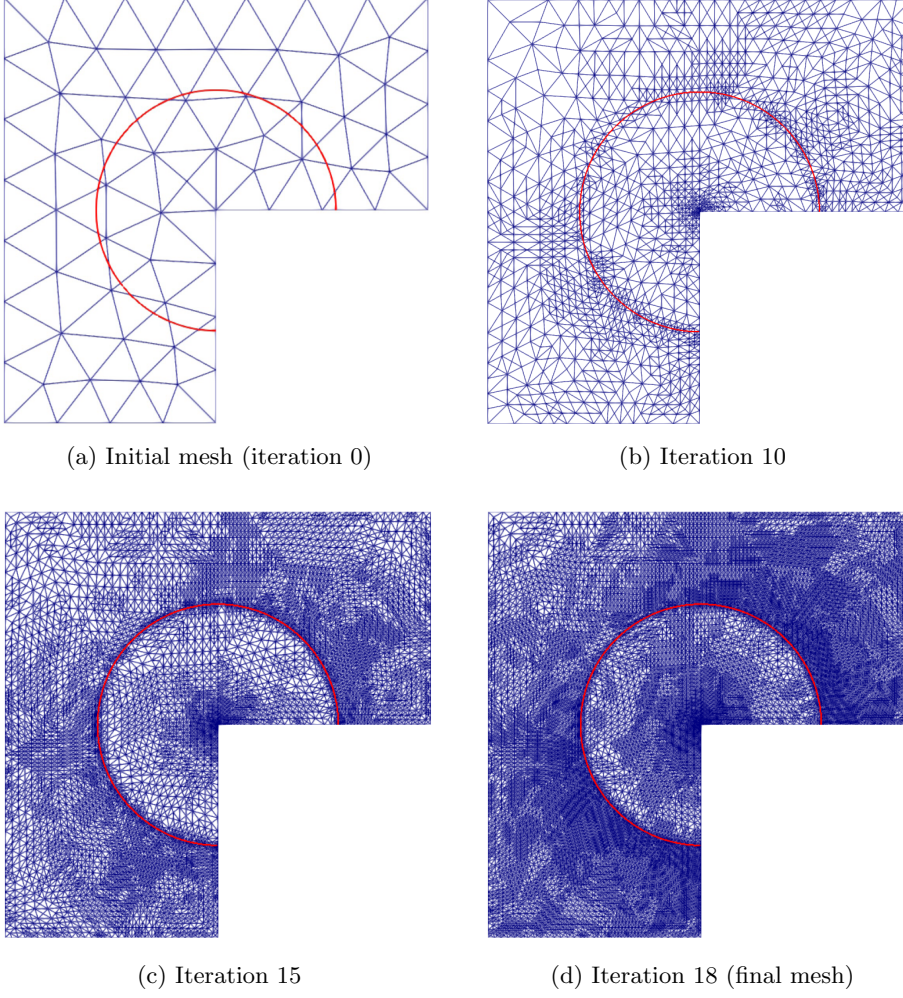 (a) Initial mesh (iteration 0)
(b) Iteration 10
(c) Iteration 15
(d) Iteration 18 (final mesh)